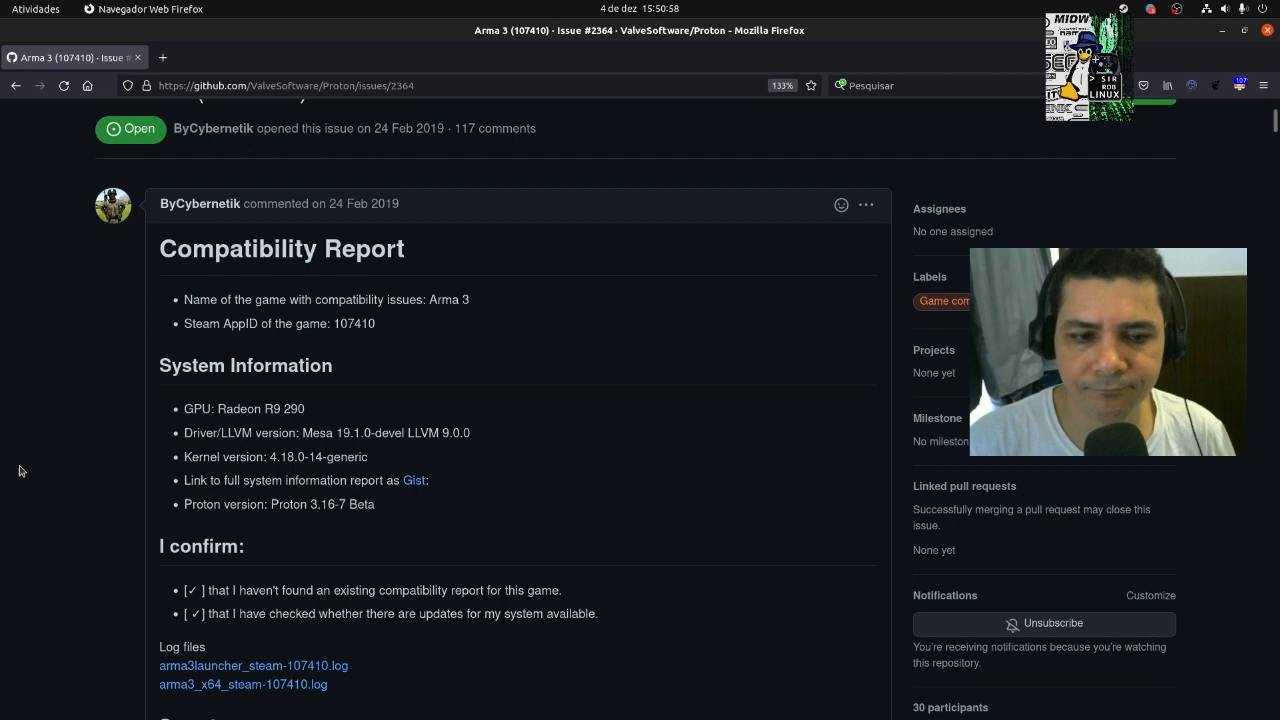 Atividades
Navegador Web Firefox
4 de dez 15:50:58
Arma 3 (107410) · Issue #2364 · ValveSoftware/Proton - Mozilla Firefox
MIDW
Arma 3 (107410) · Issue #
https://github.com/ValveSoftware/Proton/issues/2364
133%
Pesquisar
107
> SIR
ROB
LINUX
Open
ByCybernetik opened this issue on 24 Feb 2019 · 117 comments
ByCybernetik commented on 24 Feb 2019
Compatibility Report
Name of the game with compatibility issues: Arma 3
Steam AppID of the game: 107410
System Information
GPU: Radeon R9 290
Driver/LLVM version: Mesa 19.1.0-devel LLVM 9.0.0
Kernel version: 4.18.0-14-generic
Link to full system information report as Gist:
Proton version: Proton 3.16-7 Beta
I confirm:
[✓ ] that I haven't found an existing compatibility report for this game.
[ ✓] that I have checked whether there are updates for my system available.
Log files
arma3launcher_steam-107410.log
arma3_x64_steam-107410.log
Assignees
No one assigned
Labels
Game com
Projects
None yet
Milestone
No mileston
Linked pull requests
Successfully merging a pull request may close this
issue.
None yet
Notifications
Customize
Unsubscribe
You're receiving notifications because you're watching
this repository.
30 participants